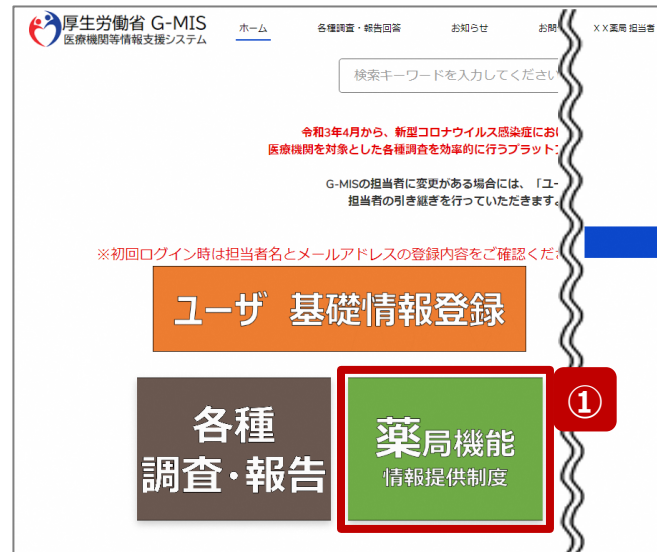 厚生労働省 G-MIS
医療機関等情報支援システム
ホーム
各種調査・報告回答
お知らせ
お問
XX薬局 担当者
検索キーワードを入力してください
令和3年4月から、新型コロナウイルス感染症にお
医療機関を対象とした各種調査を効率的に行うプラット
G-MISの担当者に変更がある場合には、「ユー
担当者の引き継ぎを行っていただきます。
※初回ログイン時は担当者名とメールアドレスの登録内容をご確認くだ
ユーザ 基礎情報登録
各種
調査・報告
薬局機能
情報提供制度
①